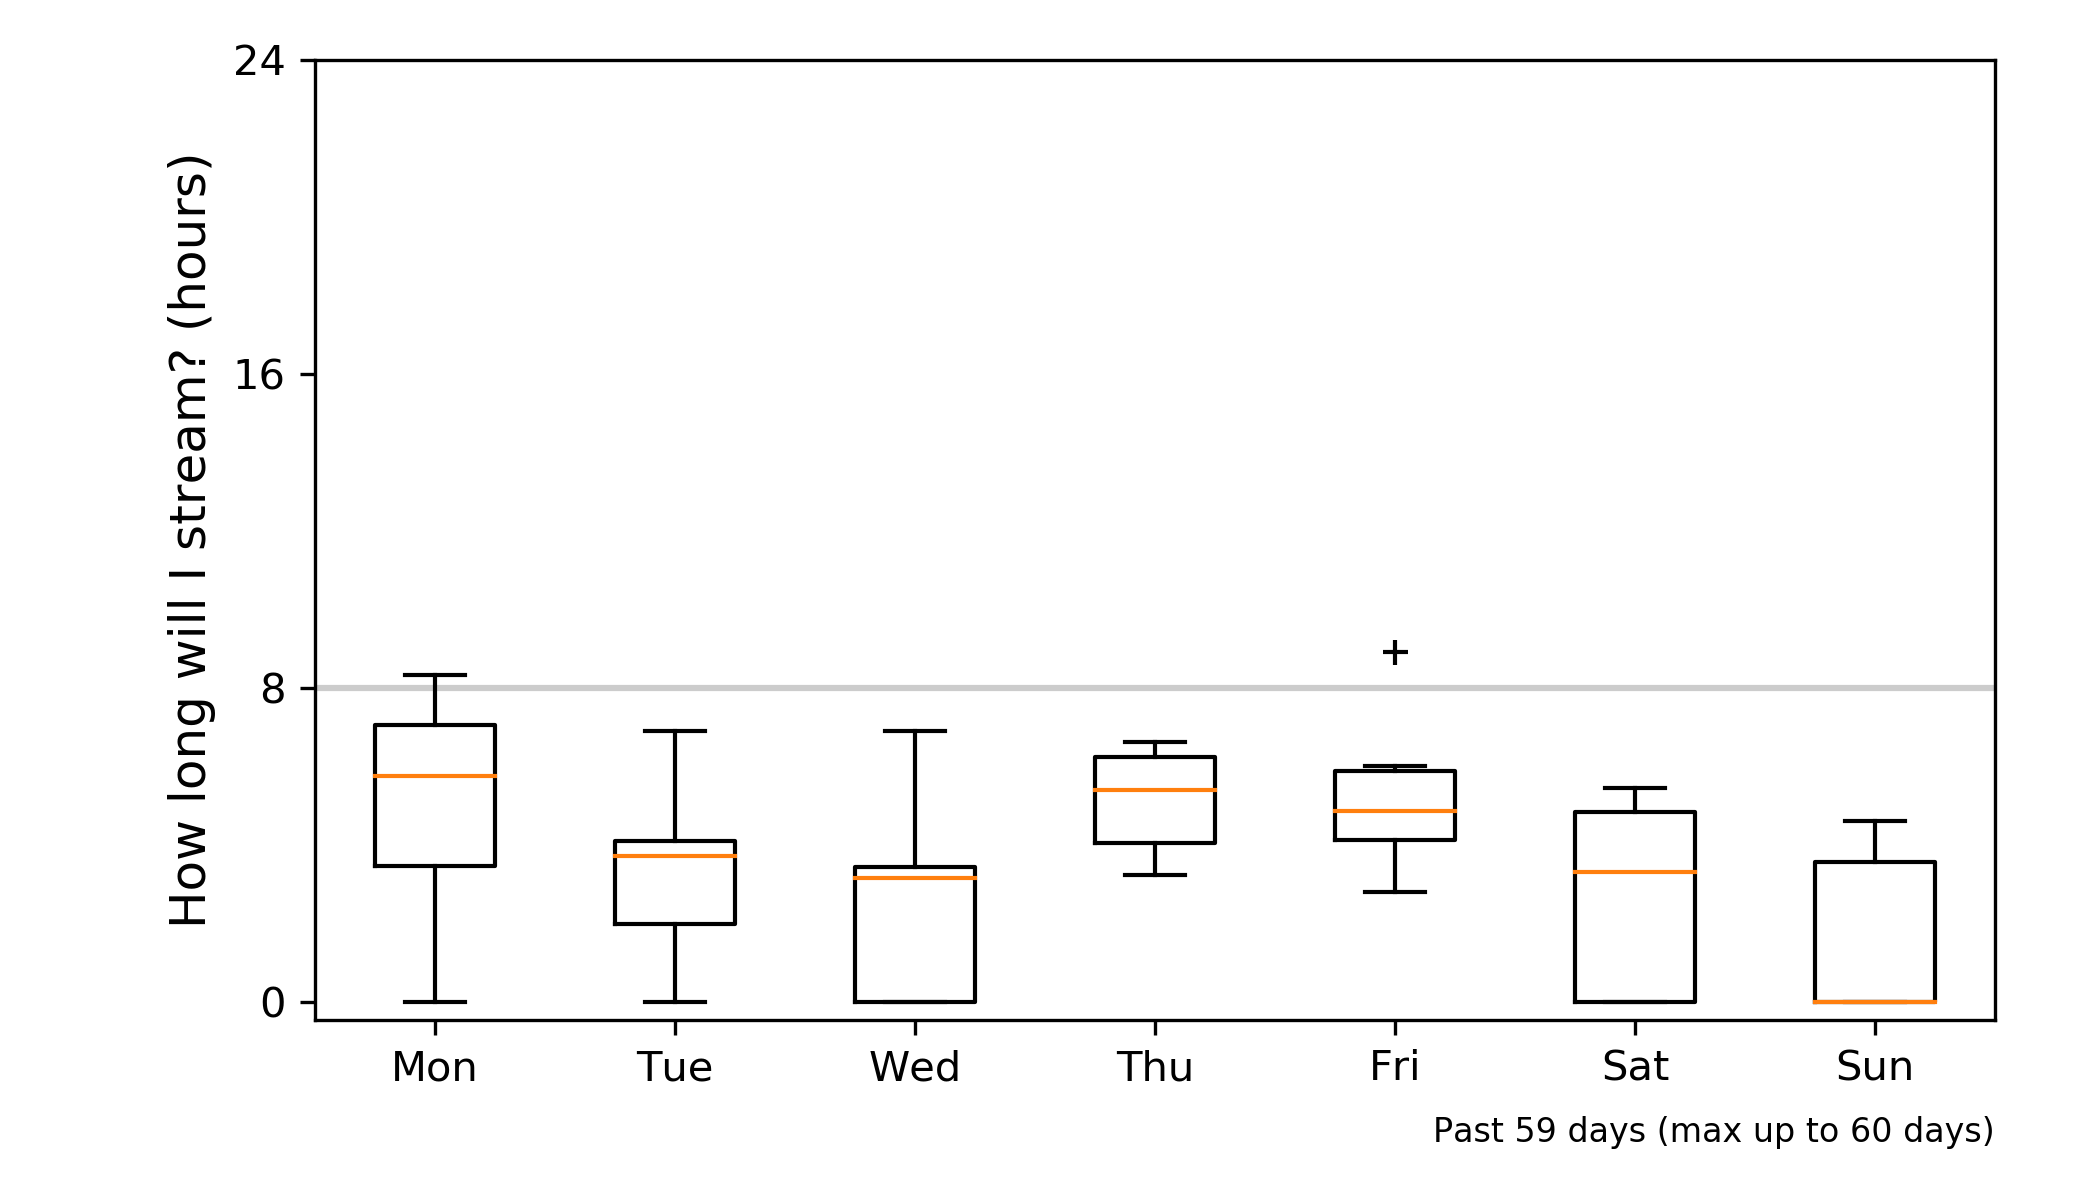 How long will I stream? (hours)
24
16
8
0
Mon Tue Wed Thu Fri Sat Sun
Past 59 days (max up to 60 days)